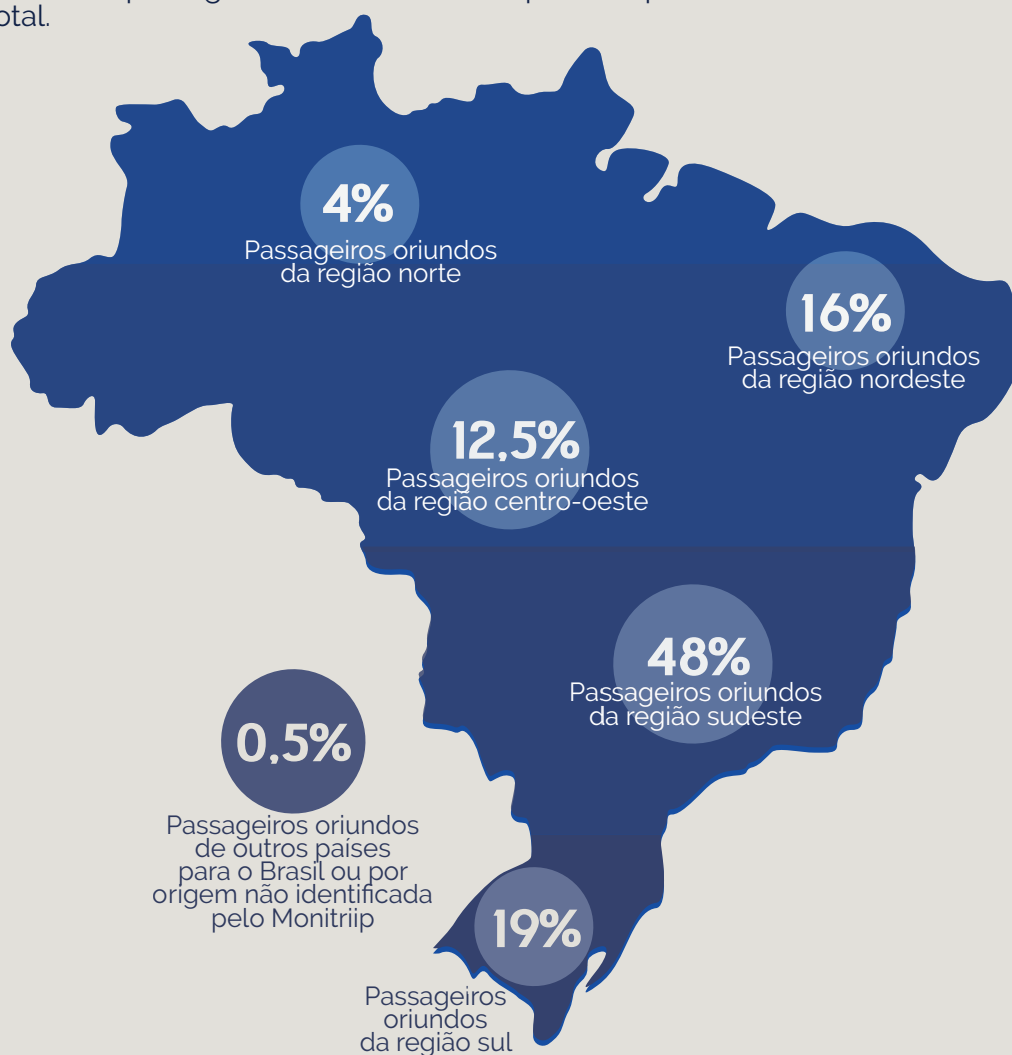 otal.
4%
Passageiros oriundos
da região norte
16%
Passageiros oriundos
da região nordeste
12,5%
Passageiros oriundos
da região centro-oeste
48%
Passageiros oriundos
da região sudeste
0,5%
Passageiros oriundos
de outros países
para o Brasil ou por
origem não identificada
pelo Monitriip
19%
Passageiros
oriundos
da região sul